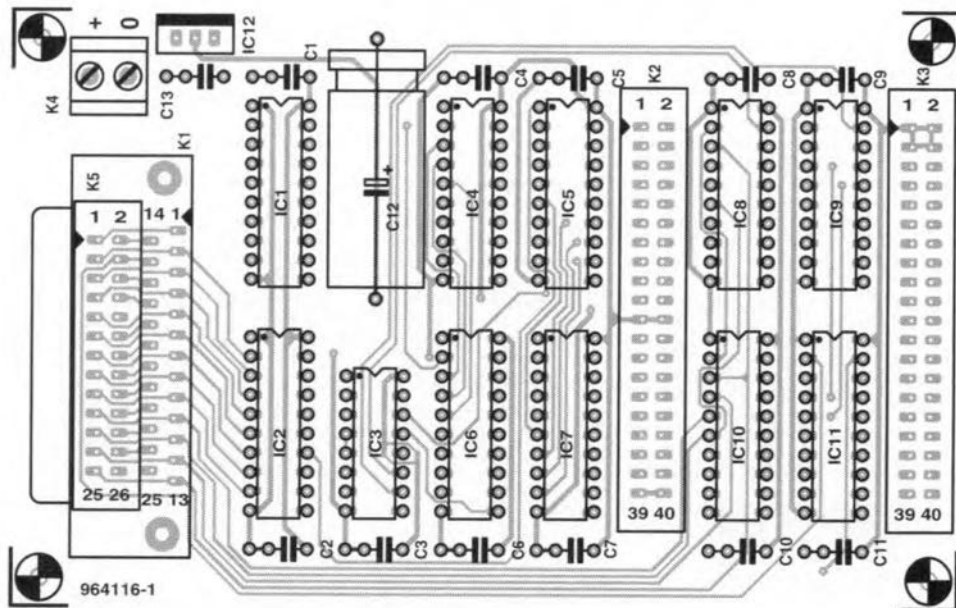 + 0
IC12
K4
C13
C1
C4
C5
K2
C8
C9
K3
1 2
1 2
K1
K5
1 2 14 1
IC1
C12
+
IC4
IC5
IC8
IC9
IC2
IC3
IC6
IC7
IC10
IC11
25 26 25 13
39 40
39 40
C2
C3
C6
C7
C10
C11
964116-1